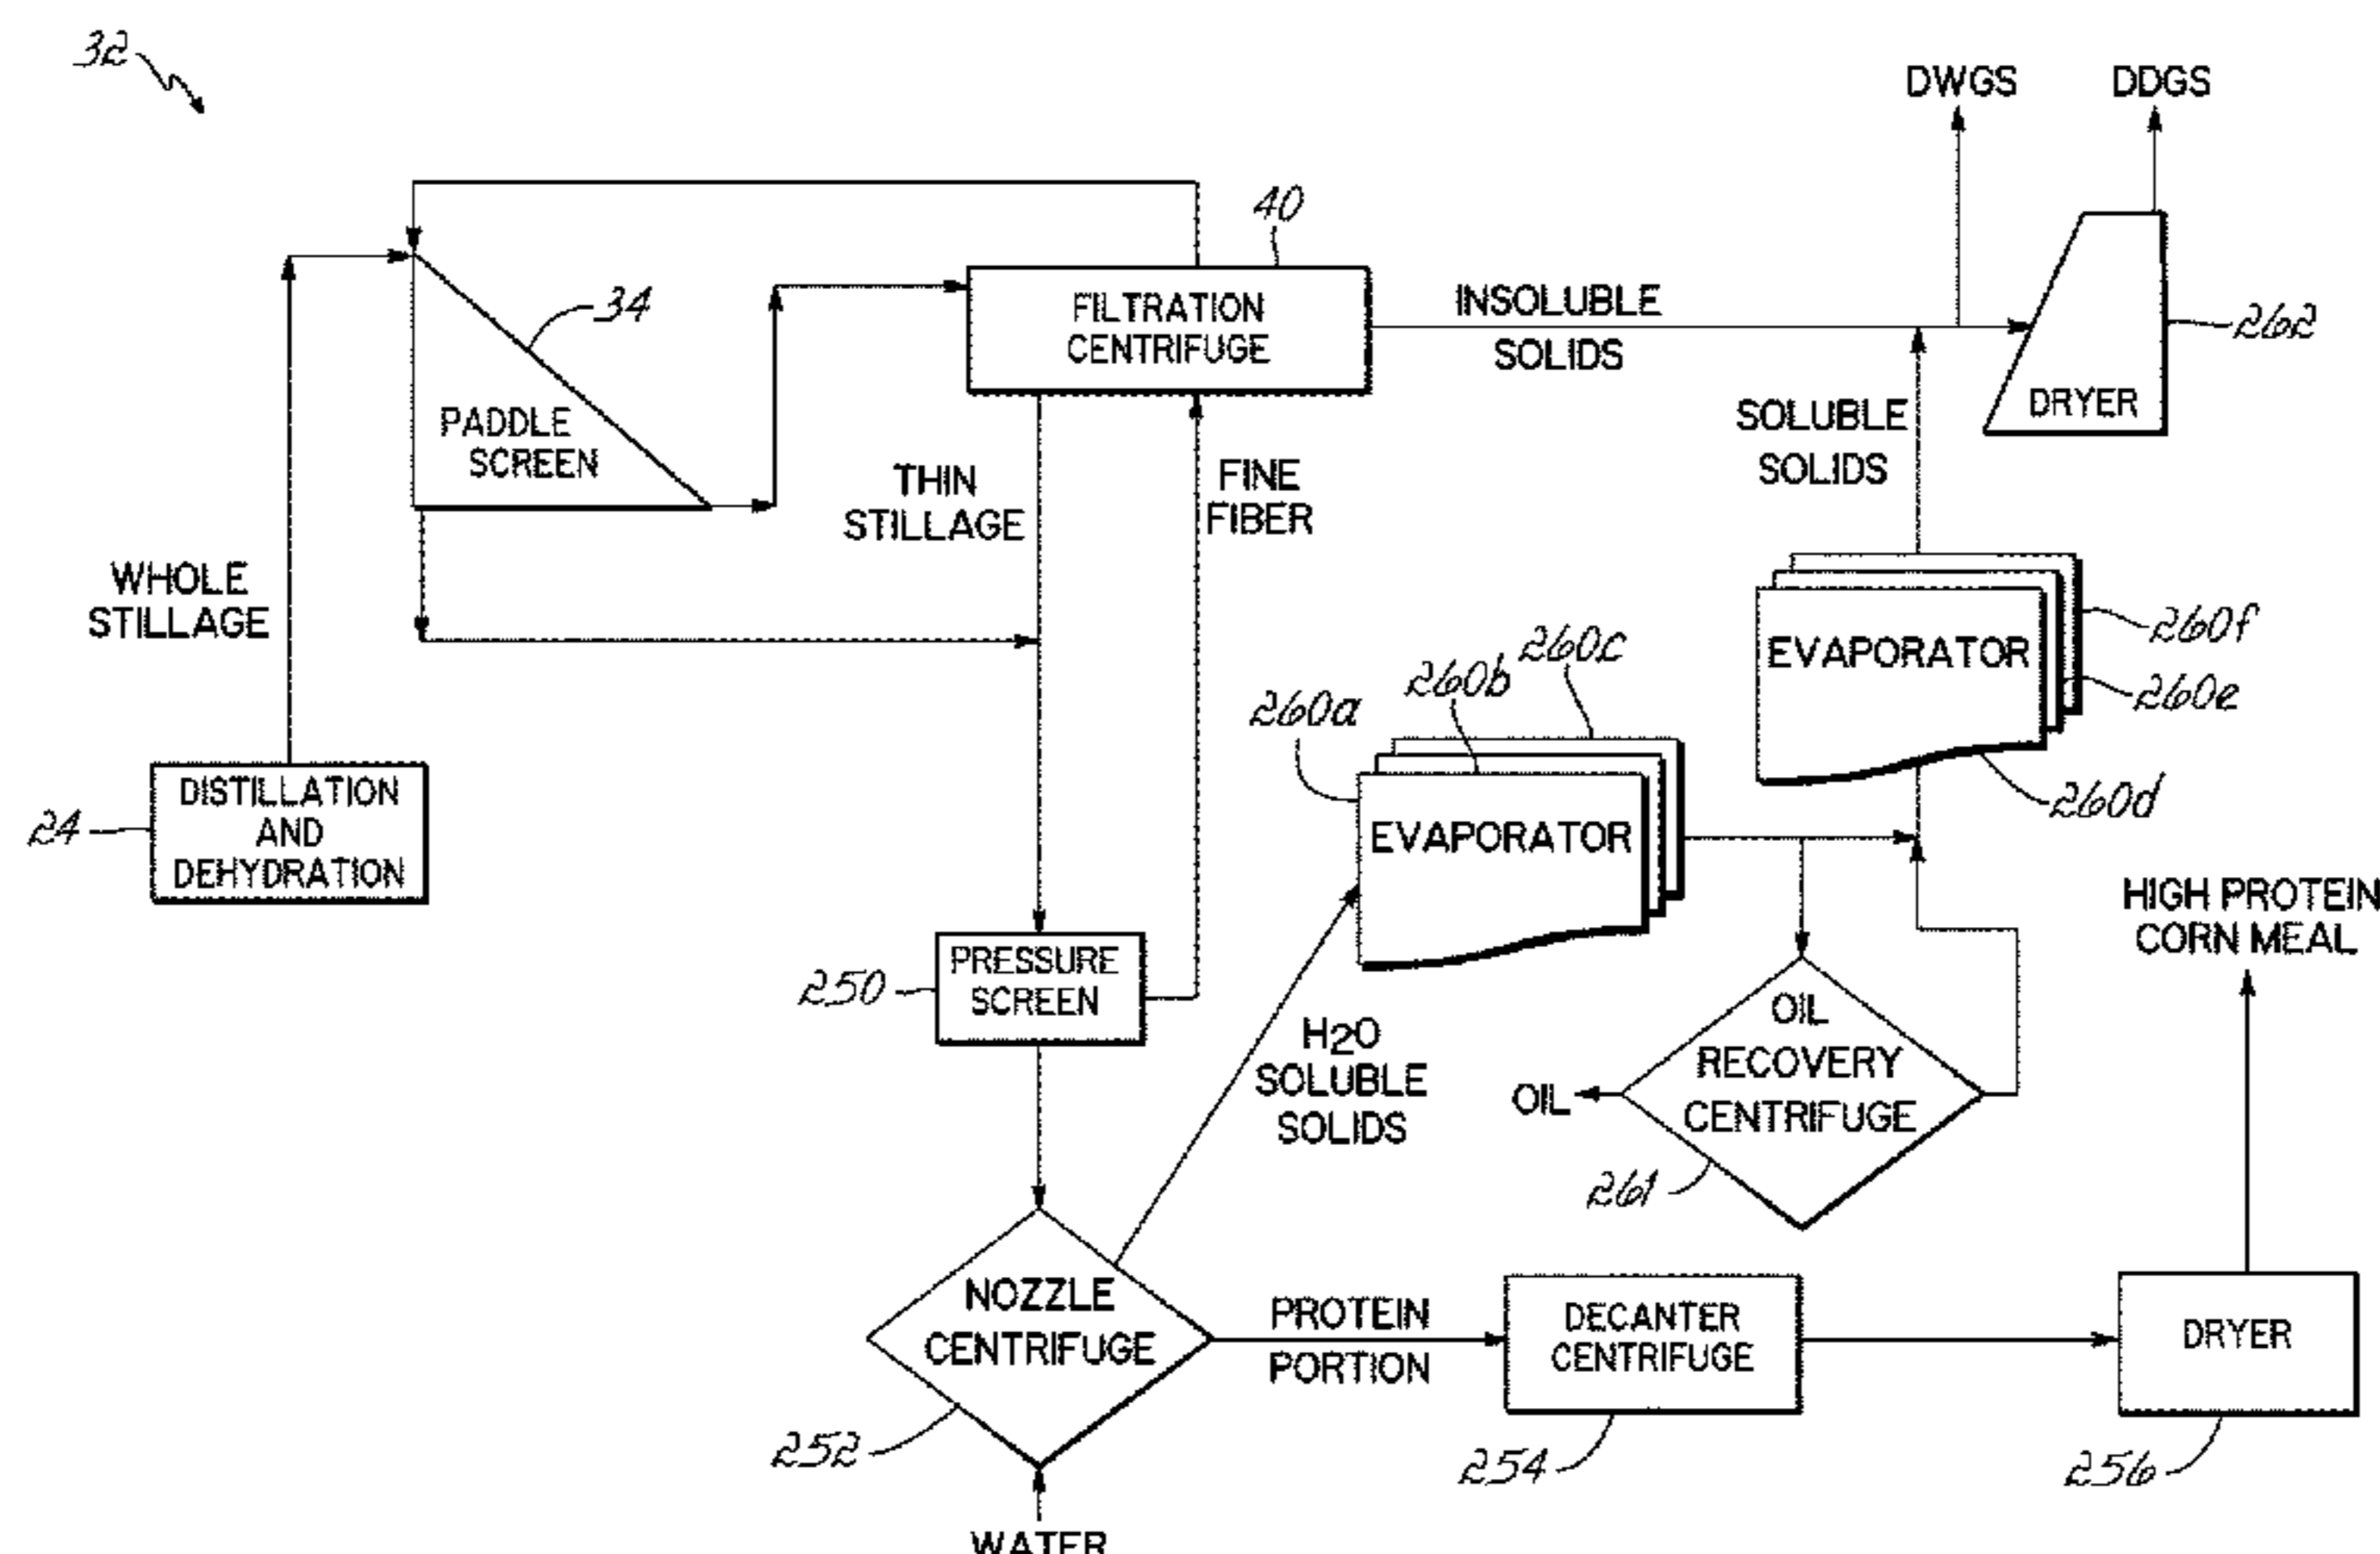 32
DWGS
DDGS
40
FILTRATION
CENTRIFUGE
INSOLUBLE
SOLIDS
34
262
PADDLE
SCREEN
DRYER
SOLUBLE
SOLIDS
THIN
STILLAGE
FINE
FIBER
WHOLE
STILLAGE
EVAPORATOR
260f
260e
260d
260c
260b
260a
EVAPORATOR
DISTILLATION
AND
DEHYDRATION
24
HIGH PROTEIN
CORN MEAL
PRESSURE
SCREEN
250
H2O
SOLUBLE
SOLIDS
OIL
OIL
RECOVERY
CENTRIFUGE
261
NOZZLE
CENTRIFUGE
252
PROTEIN
PORTION
DECANTER
CENTRIFUGE
254
DRYER
256
WATER